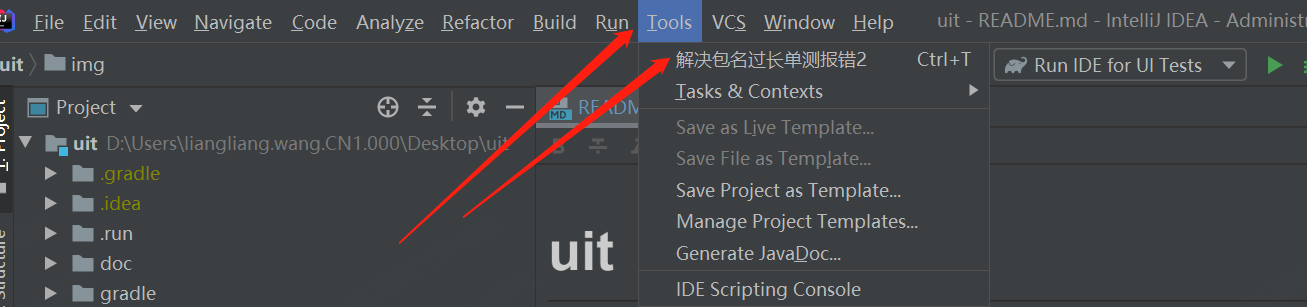 File Edit View Navigate Code Analyze Refactor Build Run Tools VCS Window Help uit - README.md - IntelliJ IDEA - Administr
uit img
解决包名过长单测报错2 Ctrl+T
Run IDE for UI Tests
Project
README
Tasks & Contexts
1: Project
uit D:\Users\liangliang.wang.CN1.000\Desktop\uit
Save as Live Template...
.gradle
Save File as Template...
.idea
Save Project as Template...
.run
Manage Project Templates...
doc
uit
Generate JavaDoc...
gradle
IDE Scripting Console
Structure